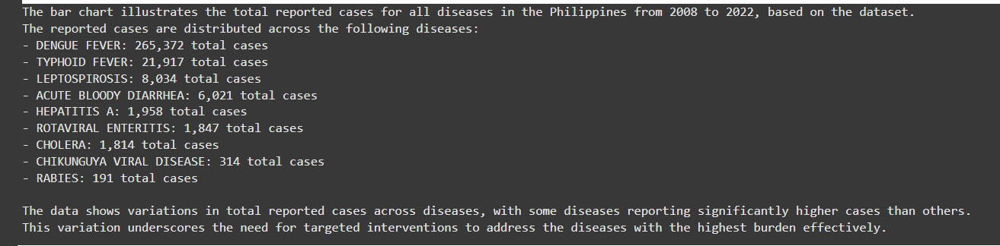 The bar chart illustrates the total reported cases for all diseases in the Philippines from 2008 to 2022, based on the dataset.
The reported cases are distributed across the following diseases:
- DENGUE FEVER: 265,372 total cases
- TYPHOID FEVER: 21,917 total cases
- LEPTOSPIROSIS: 8,034 total cases
- ACUTE BLOODY DIARRHEA: 6,021 total cases
- HEPATITIS A: 1,958 total cases
- ROTAVIRAL ENTERITIS: 1,847 total cases
- CHOLERA: 1,814 total cases
- CHIKUNGUYA VIRAL DISEASE: 314 total cases
- RABIES: 191 total cases
The data shows variations in total reported cases across diseases, with some diseases reporting significantly higher cases than others.
This variation underscores the need for targeted interventions to address the diseases with the highest burden effectively.